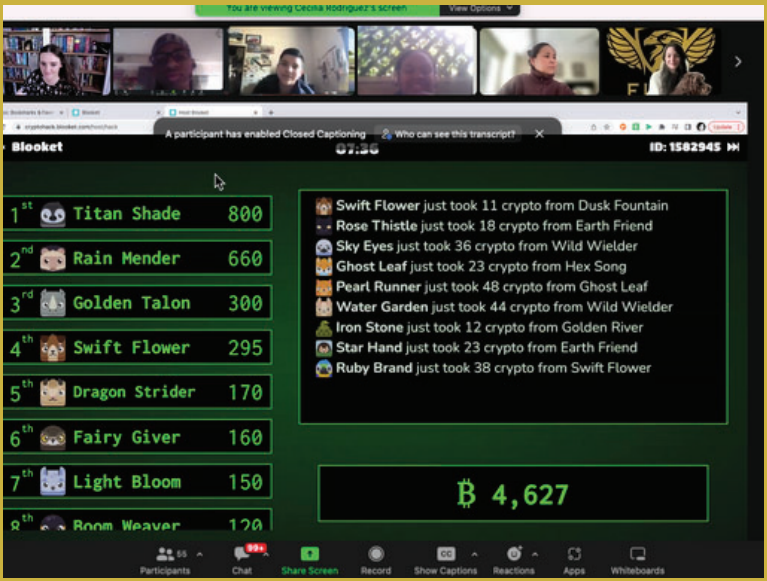 You are viewing Cecilia Rodriguez's screen
View Options
Blooket
Host Blooket
cryptohack.blooket.com/host/hack
Update
A participant has enabled Closed Captioning
Who can see this transcript?
Blooket
07:36
ID: 1582945
1st Titan Shade 800
2nd Rain Mender 660
3rd Golden Talon 300
4th Swift Flower 295
5th Dragon Strider 170
6th Fairy Giver 160
7th Light Bloom 150
8th Boom Weaver 120
Swift Flower just took 11 crypto from Dusk Fountain
Rose Thistle just took 18 crypto from Earth Friend
Sky Eyes just took 36 crypto from Wild Wielder
Ghost Leaf just took 23 crypto from Hex Song
Pearl Runner just took 48 crypto from Ghost Leaf
Water Garden just took 44 crypto from Wild Wielder
Iron Stone just took 12 crypto from Golden River
Star Hand just took 23 crypto from Earth Friend
Ruby Brand just took 38 crypto from Swift Flower
₿ 4,627
55
99+
CC
Participants
Chat
Share Screen
Record
Show Captions
Reactions
Apps
Whiteboards